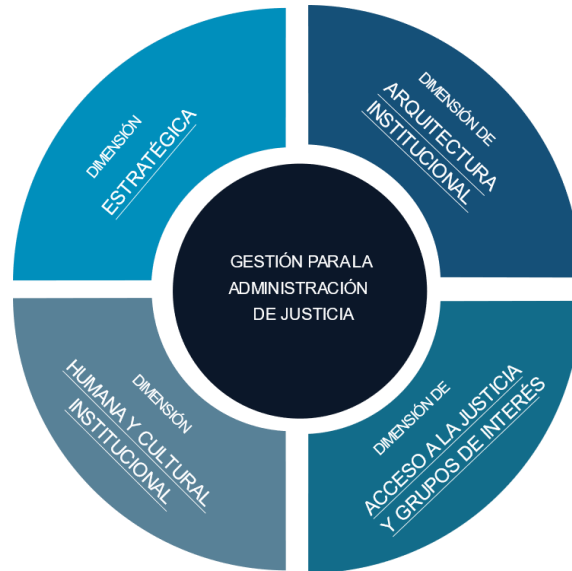 DIMENSIÓN
ESTRATÉGICA
DIMENSIÓN DE
ARQUITECTURA
INSTITUCIONAL
GESTIÓN PARA LA
ADMINISTRACIÓN
DE JUSTICIA
DIMENSIÓN
HUMANA Y CULTURAL
INSTITUCIONAL
DIMENSIÓN DE
ACCESO A LA JUSTICIA
Y GRUPOS DE INTERÉS